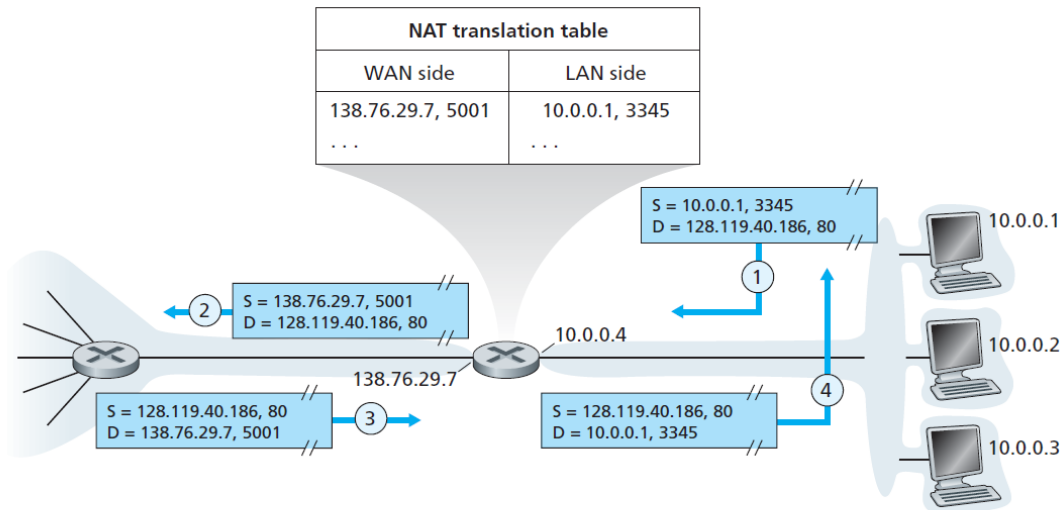 NAT translation table
WAN side LAN side
138.76.29.7, 5001 10.0.0.1, 3345
. . . . . .
S = 10.0.0.1, 3345
D = 128.119.40.186, 80
10.0.0.1
1
2
S = 138.76.29.7, 5001
D = 128.119.40.186, 80
10.0.0.4
10.0.0.2
138.76.29.7
S = 128.119.40.186, 80
D = 138.76.29.7, 5001
3
S = 128.119.40.186, 80
D = 10.0.0.1, 3345
4
10.0.0.3